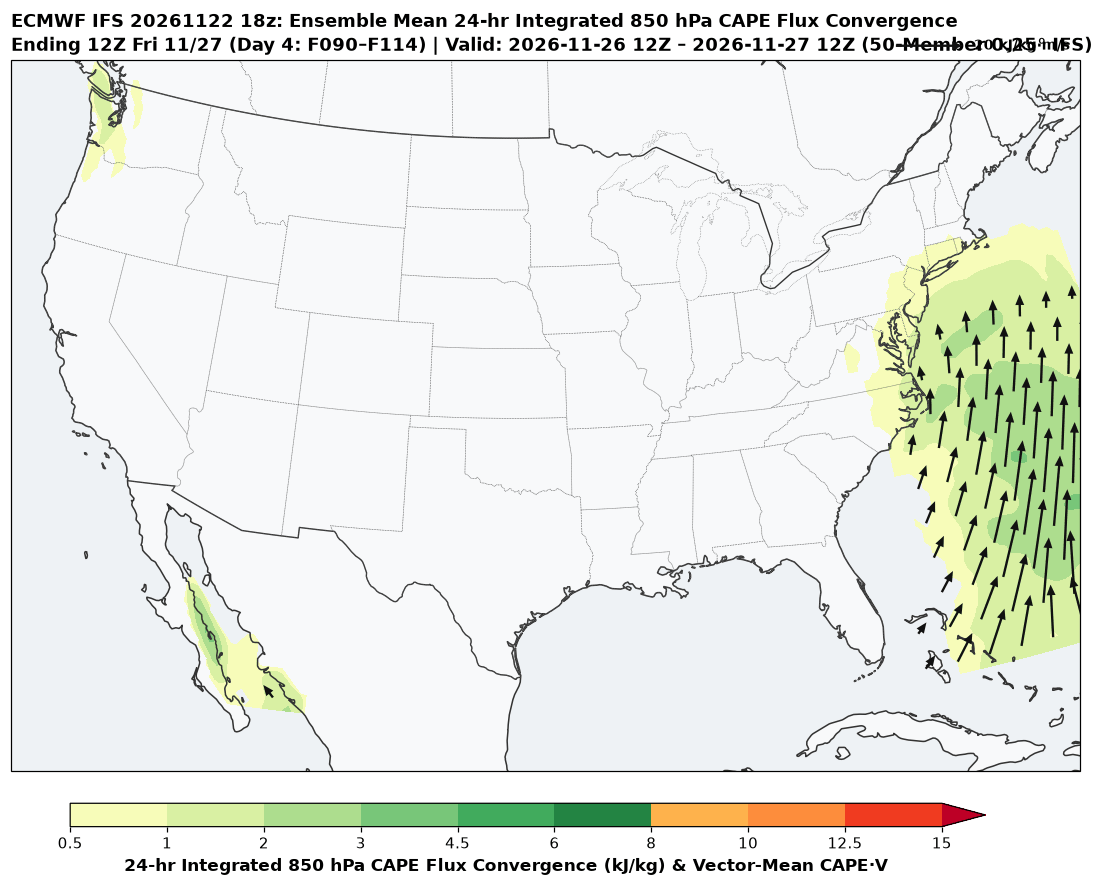 ECMWF IFS 20261122 18z: Ensemble Mean 24-hr Integrated 850 hPa CAPE Flux Convergence
Ending 12Z Fri 11/27 (Day 4: F090–F114) | Valid: 2026-11-26 12Z – 2026-11-27 12Z (50-Member 0.25° IFS)
0.5 1 2 3 4.5 6 8 10 12.5 15
24-hr Integrated 850 hPa CAPE Flux Convergence (kJ/kg) & Vector-Mean CAPE·V